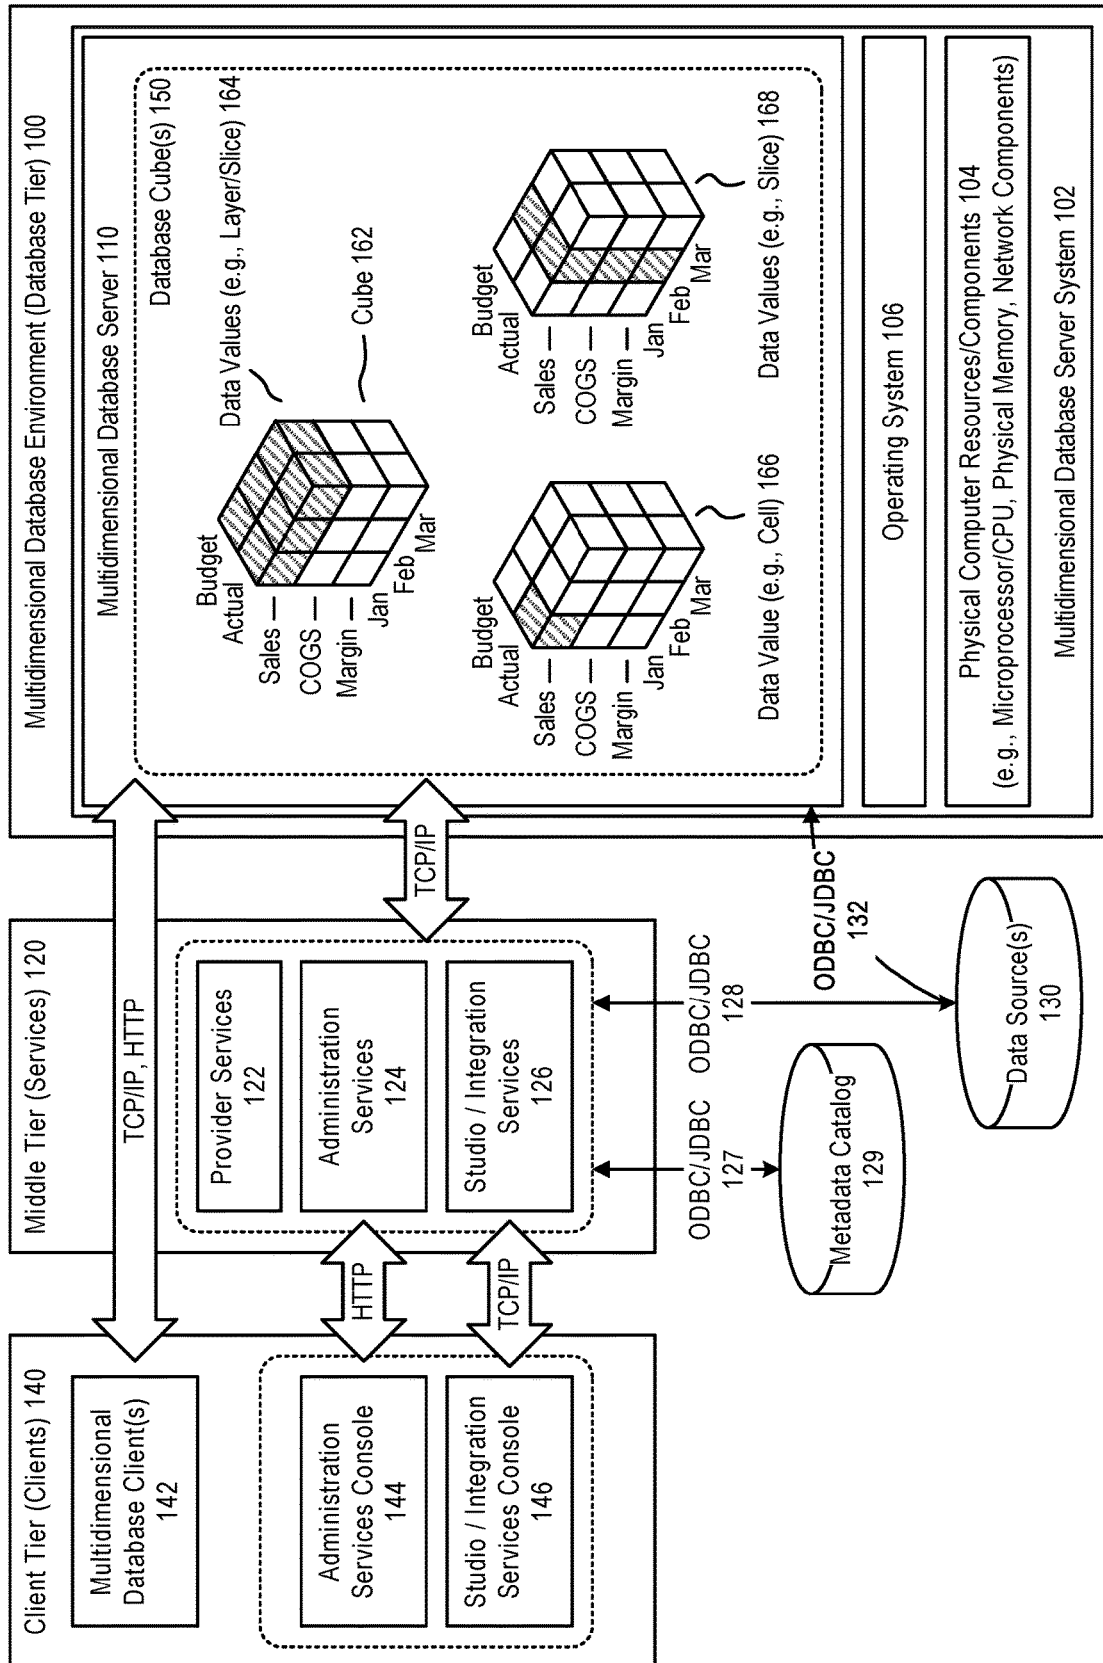 Client Tier (Clients) 140
Multidimensional
Database Client(s)
142
Administration
Services Console
144
Studio / Integration
Services Console
146
TCP/IP, HTTP
HTTP
TCP/IP
Middle Tier (Services) 120
Provider Services
122
Administration
Services
124
Studio / Integration
Services
126
TCP/IP
ODBC/JDBC
127
ODBC/JDBC
128
ODBC/JDBC
132
Metadata Catalog
129
Data Source(s)
130
Multidimensional Database Environment (Database Tier) 100
Multidimensional Database Server 110
Database Cube(s) 150
Data Values (e.g., Layer/Slice) 164
Cube 162
Budget
Actual
Sales
COGS
Margin
Jan
Feb
Mar
Budget
Actual
Sales
COGS
Margin
Jan
Feb
Mar
Data Value (e.g., Cell) 166
Budget
Actual
Sales
COGS
Margin
Jan
Feb
Mar
Data Values (e.g., Slice) 168
Operating System 106
Physical Computer Resources/Components 104
(e.g., Microprocessor/CPU, Physical Memory, Network Components)
Multidimensional Database Server System 102